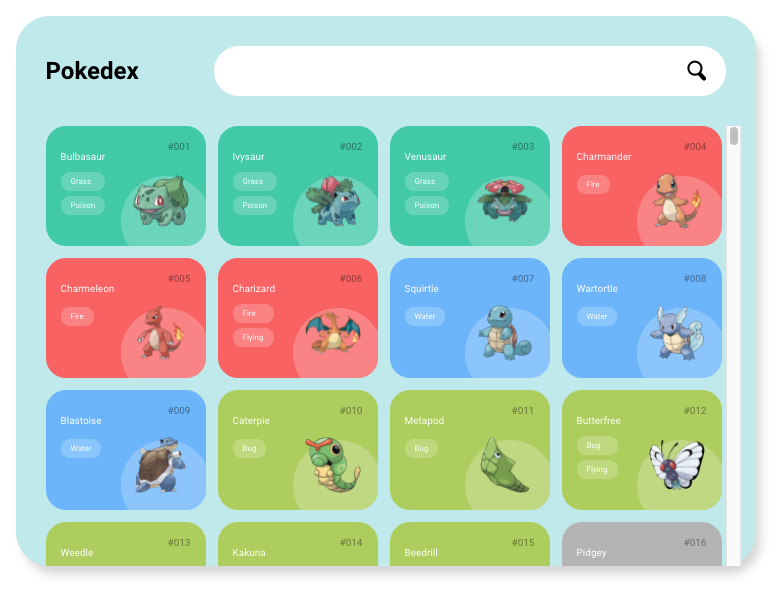 Pokedex
#001
Bulbasaur
Grass
Poison
#002
Ivysaur
Grass
Poison
#003
Venusaur
Grass
Poison
#004
Charmander
Fire
#005
Charmeleon
Fire
#006
Charizard
Fire
Flying
#007
Squirtle
Water
#008
Wartortle
Water
#009
Blastoise
Water
#010
Caterpie
Bug
#011
Metapod
Bug
#012
Butterfree
Bug
Flying
#013
Weedle
#014
Kakuna
#015
Beedrill
#016
Pidgey